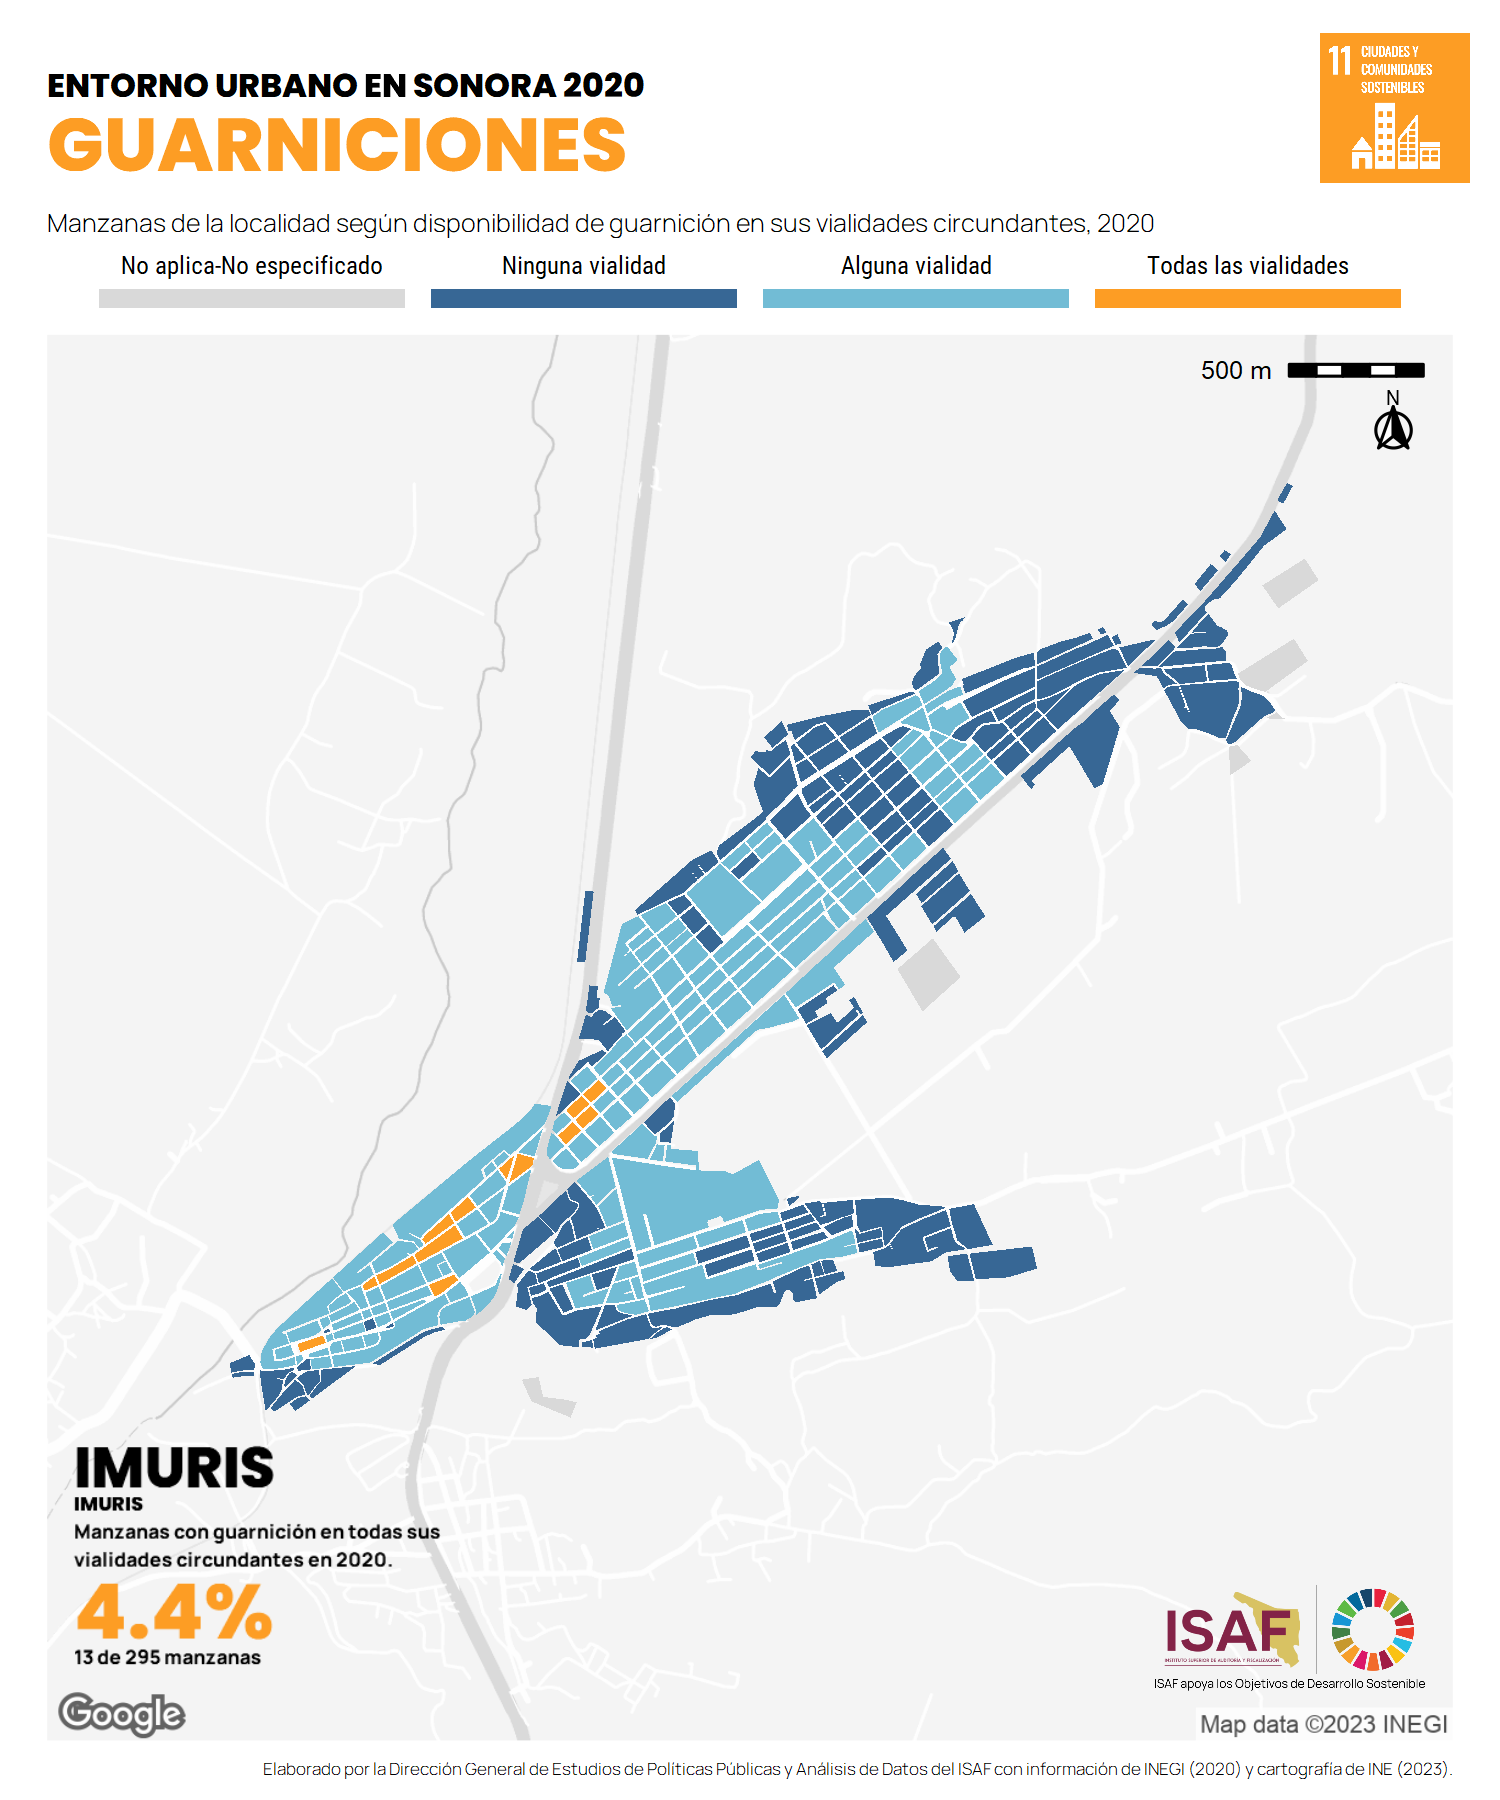 ENTORNO URBANO EN SONORA 2020
GUARNICIONES
11 CIUDADES Y
COMUNIDADES
SOSTENIBLES
Manzanas de la localidad según disponibilidad de guarnición en sus vialidades circundantes, 2020
No aplica-No especificado
Ninguna vialidad
Alguna vialidad
Todas las vialidades
500 m
N
IMURIS
IMURIS
Manzanas con guarnición en todas sus
vialidades circundantes en 2020.
4.4%
13 de 295 manzanas
ISAF
INSTITUTO SUPERIOR DE AUDITORÍA Y FISCALIZACIÓN
ISAF apoya los Objetivos de Desarrollo Sostenible
Google
Map data ©2023 INEGI
Elaborado por la Dirección General de Estudios de Políticas Públicas y Análisis de Datos del ISAF con información de INEGI (2020) y cartografía de INE (2023).